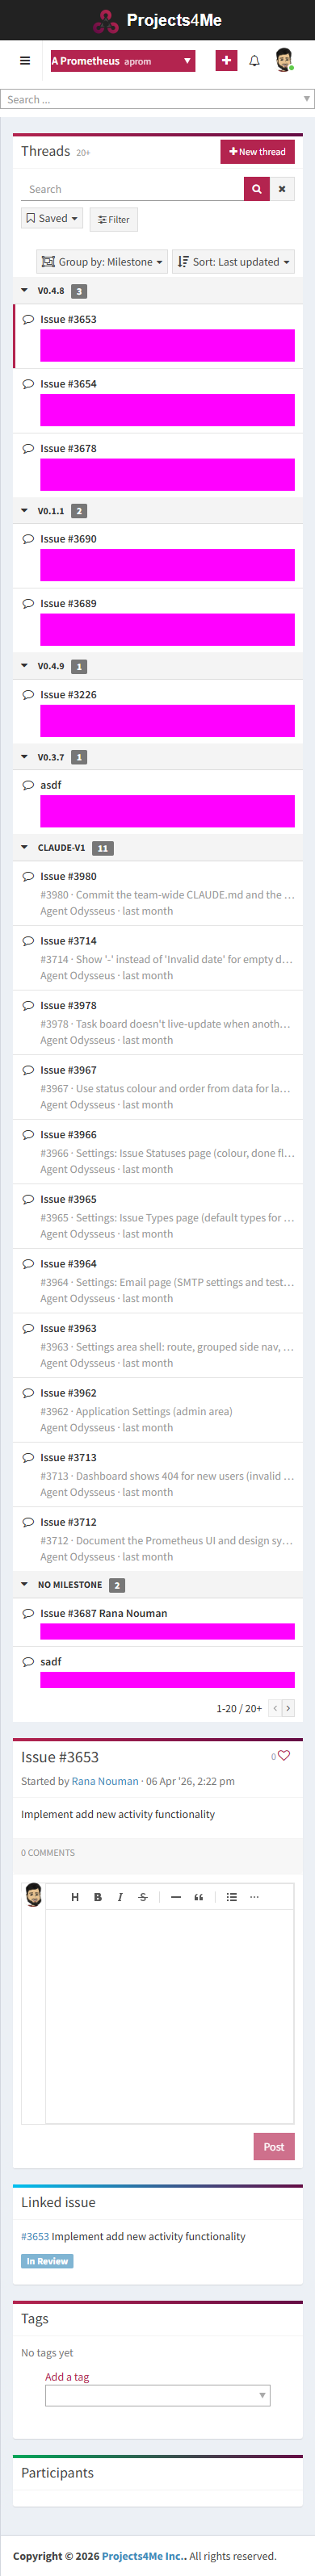 Projects4Me
A Prometheus aprom
Search ...
Threads 20+
New thread
Search
Saved
Filter
Group by: Milestone
Sort: Last updated
V0.4.8 3
Issue #3653
Issue #3654
Issue #3678
V0.1.1 2
Issue #3690
Issue #3689
V0.4.9 1
Issue #3226
V0.3.7 1
asdf
CLAUDE-V1 11
Issue #3980
#3980 · Commit the team-wide CLAUDE.md and the ...
Agent Odysseus · last month
Issue #3714
#3714 · Show '-' instead of 'Invalid date' for empty d...
Agent Odysseus · last month
Issue #3978
#3978 · Task board doesn't live-update when anoth...
Agent Odysseus · last month
Issue #3967
#3967 · Use status colour and order from data for la...
Agent Odysseus · last month
Issue #3966
#3966 · Settings: Issue Statuses page (colour, done fl...
Agent Odysseus · last month
Issue #3965
#3965 · Settings: Issue Types page (default types for ...
Agent Odysseus · last month
Issue #3964
#3964 · Settings: Email page (SMTP settings and test...
Agent Odysseus · last month
Issue #3963
#3963 · Settings area shell: route, grouped side nav, ...
Agent Odysseus · last month
Issue #3962
#3962 · Application Settings (admin area)
Agent Odysseus · last month
Issue #3713
#3713 · Dashboard shows 404 for new users (invalid ...
Agent Odysseus · last month
Issue #3712
#3712 · Document the Prometheus UI and design sy...
Agent Odysseus · last month
NO MILESTONE 2
Issue #3687 Rana Nouman
sadf
1-20 / 20+
Issue #3653
0
Started by Rana Nouman · 06 Apr '26, 2:22 pm
Implement add new activity functionality
0 COMMENTS
H B I S
Post
Linked issue
#3653 Implement add new activity functionality
In Review
Tags
No tags yet
Add a tag
Participants
Copyright © 2026 Projects4Me Inc.. All rights reserved.